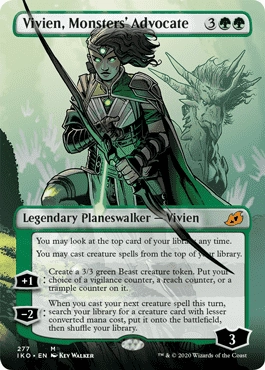 Vivien, Monsters' Advocate 3
Legendary Planeswalker — Vivien
You may look at the top card of your library any time.
You may cast creature spells from the top of your library.
+1: Create a 3/3 green Beast creature token. Put your
choice of a vigilance counter, a reach counter, or a
trample counter on it.
-2: When you cast your next creature spell this turn,
search your library for a creature card with lesser
converted mana cost, put it onto the battlefield,
then shuffle your library.
3
277 M
IKO • EN Key Walker
™ & © 2020 Wizards of the Coast